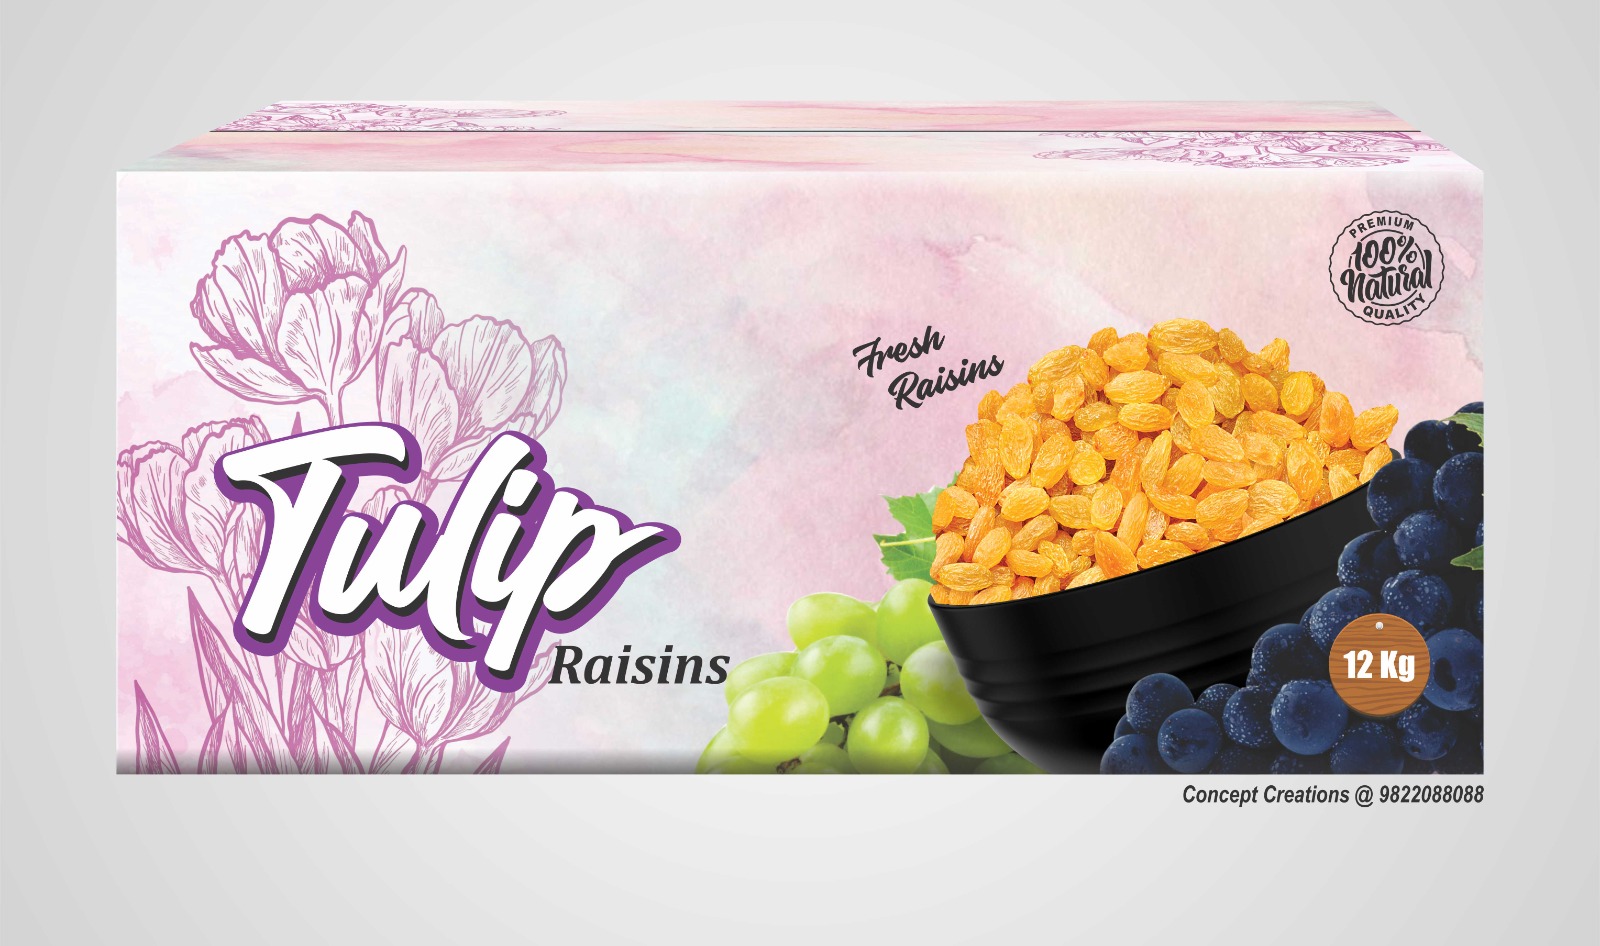 PREMIUM
100%
Natural
QUALITY
Fresh
Raisins
Tulip
Raisins
12 Kg
Concept Creations @ 9822088088